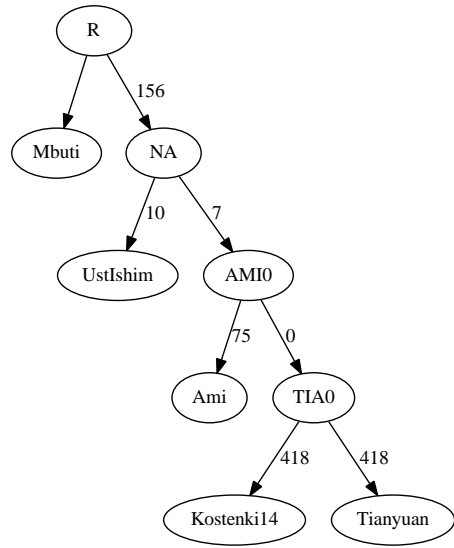 R
156
Mbuti
NA
10
7
UstIshim
AMI0
75
0
Ami
TIA0
418
418
Kostenki14
Tianyuan